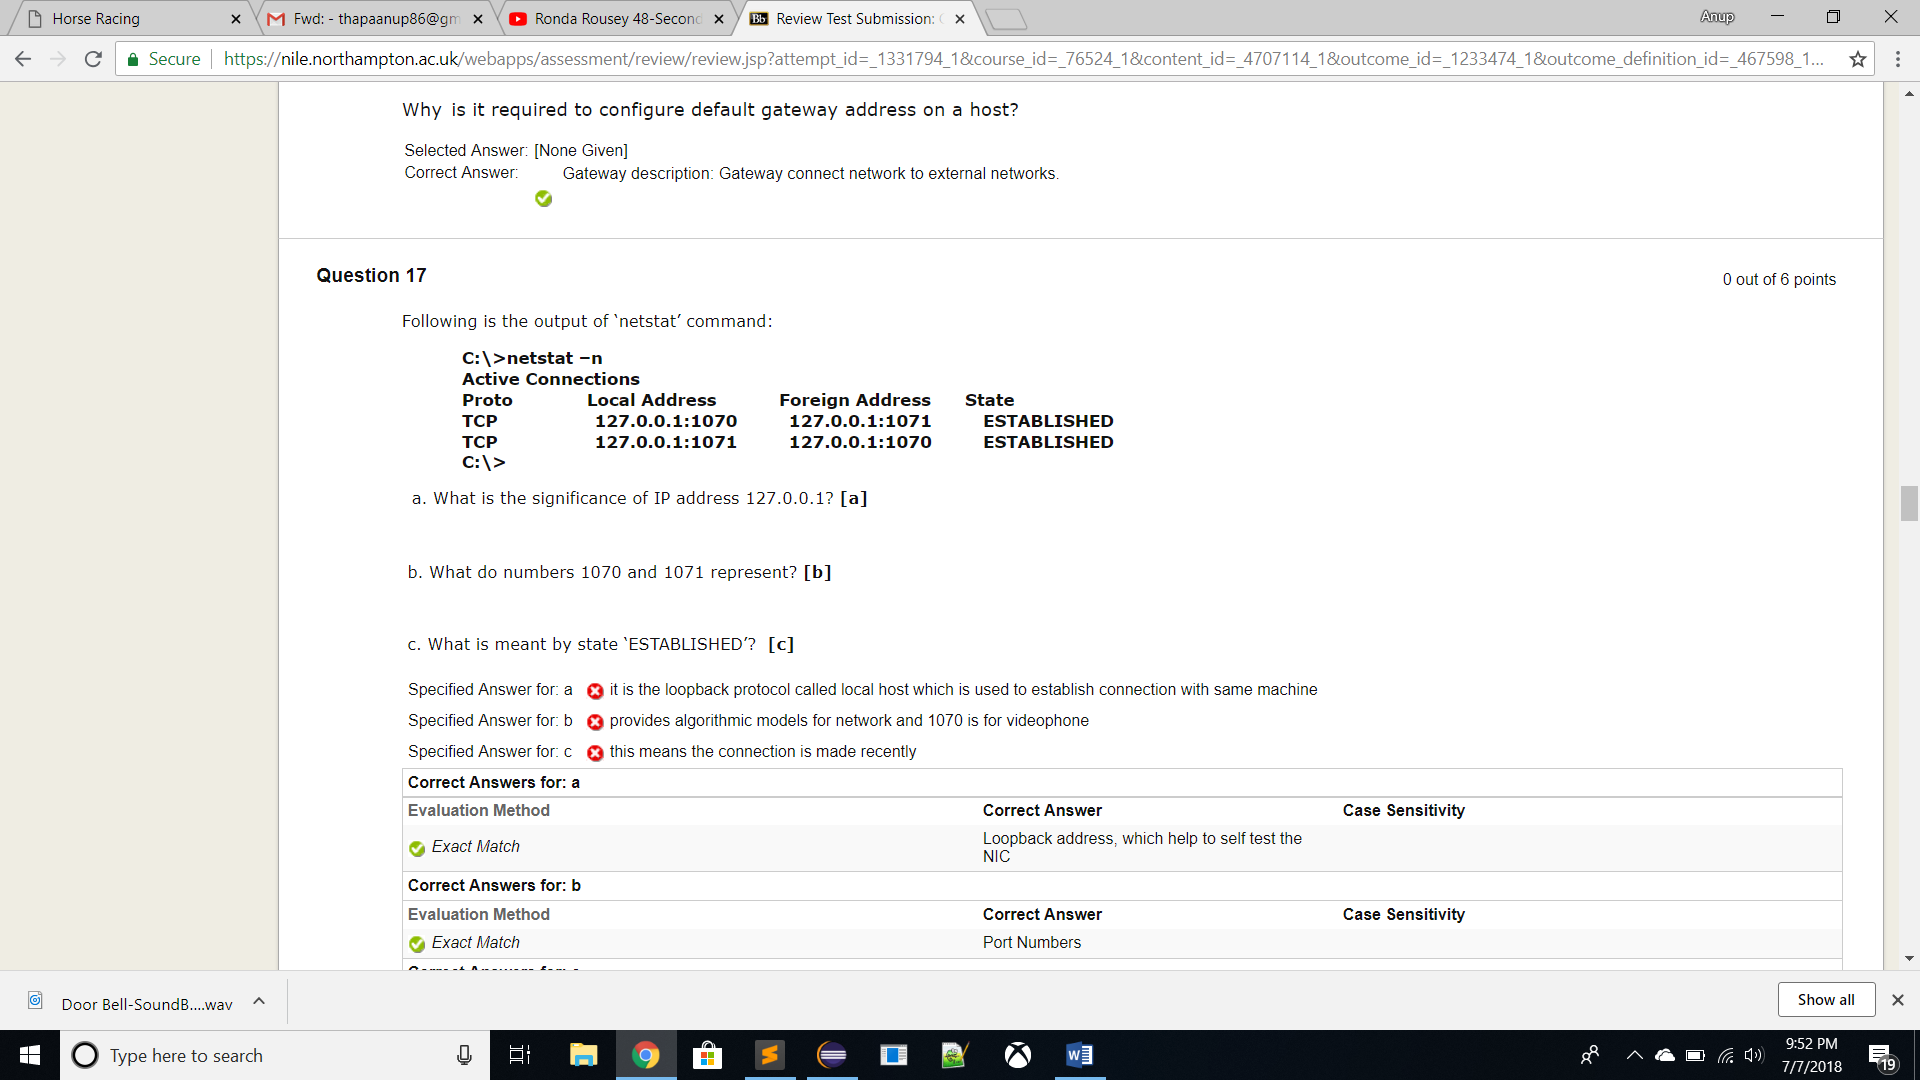 Horse Racing
Fwd: - thapaanup86@gm
Ronda Rousey 48-Second
Bb Review Test Submission: (
Anup
Secure
https://nile.northampton.ac.uk/webapps/assessment/review/review.jsp?attempt_id=_1331794_1&course_id=_76524_1&content_id=_4707114_1&outcome_id=_1233474_1&outcome_definition_id=_467598_1...
Why is it required to configure default gateway address on a host?
Selected Answer: [None Given]
Correct Answer: Gateway description: Gateway connect network to external networks.
Question 17
0 out of 6 points
Following is the output of ‘netstat’ command:
C:\>netstat –n
Active Connections
Proto Local Address Foreign Address State
TCP 127.0.0.1:1070 127.0.0.1:1071 ESTABLISHED
TCP 127.0.0.1:1071 127.0.0.1:1070 ESTABLISHED
C:\>
a. What is the significance of IP address 127.0.0.1? [a]
b. What do numbers 1070 and 1071 represent? [b]
c. What is meant by state ‘ESTABLISHED’? [c]
Specified Answer for: a it is the loopback protocol called local host which is used to establish connection with same machine
Specified Answer for: b provides algorithmic models for network and 1070 is for videophone
Specified Answer for: c this means the connection is made recently
Correct Answers for: a
Evaluation Method Correct Answer Case Sensitivity
Exact Match Loopback address, which help to self test the
NIC
Correct Answers for: b
Evaluation Method Correct Answer Case Sensitivity
Exact Match Port Numbers
Door Bell-SoundB....wav
Show all
Type here to search
9:52 PM
7/7/2018
19